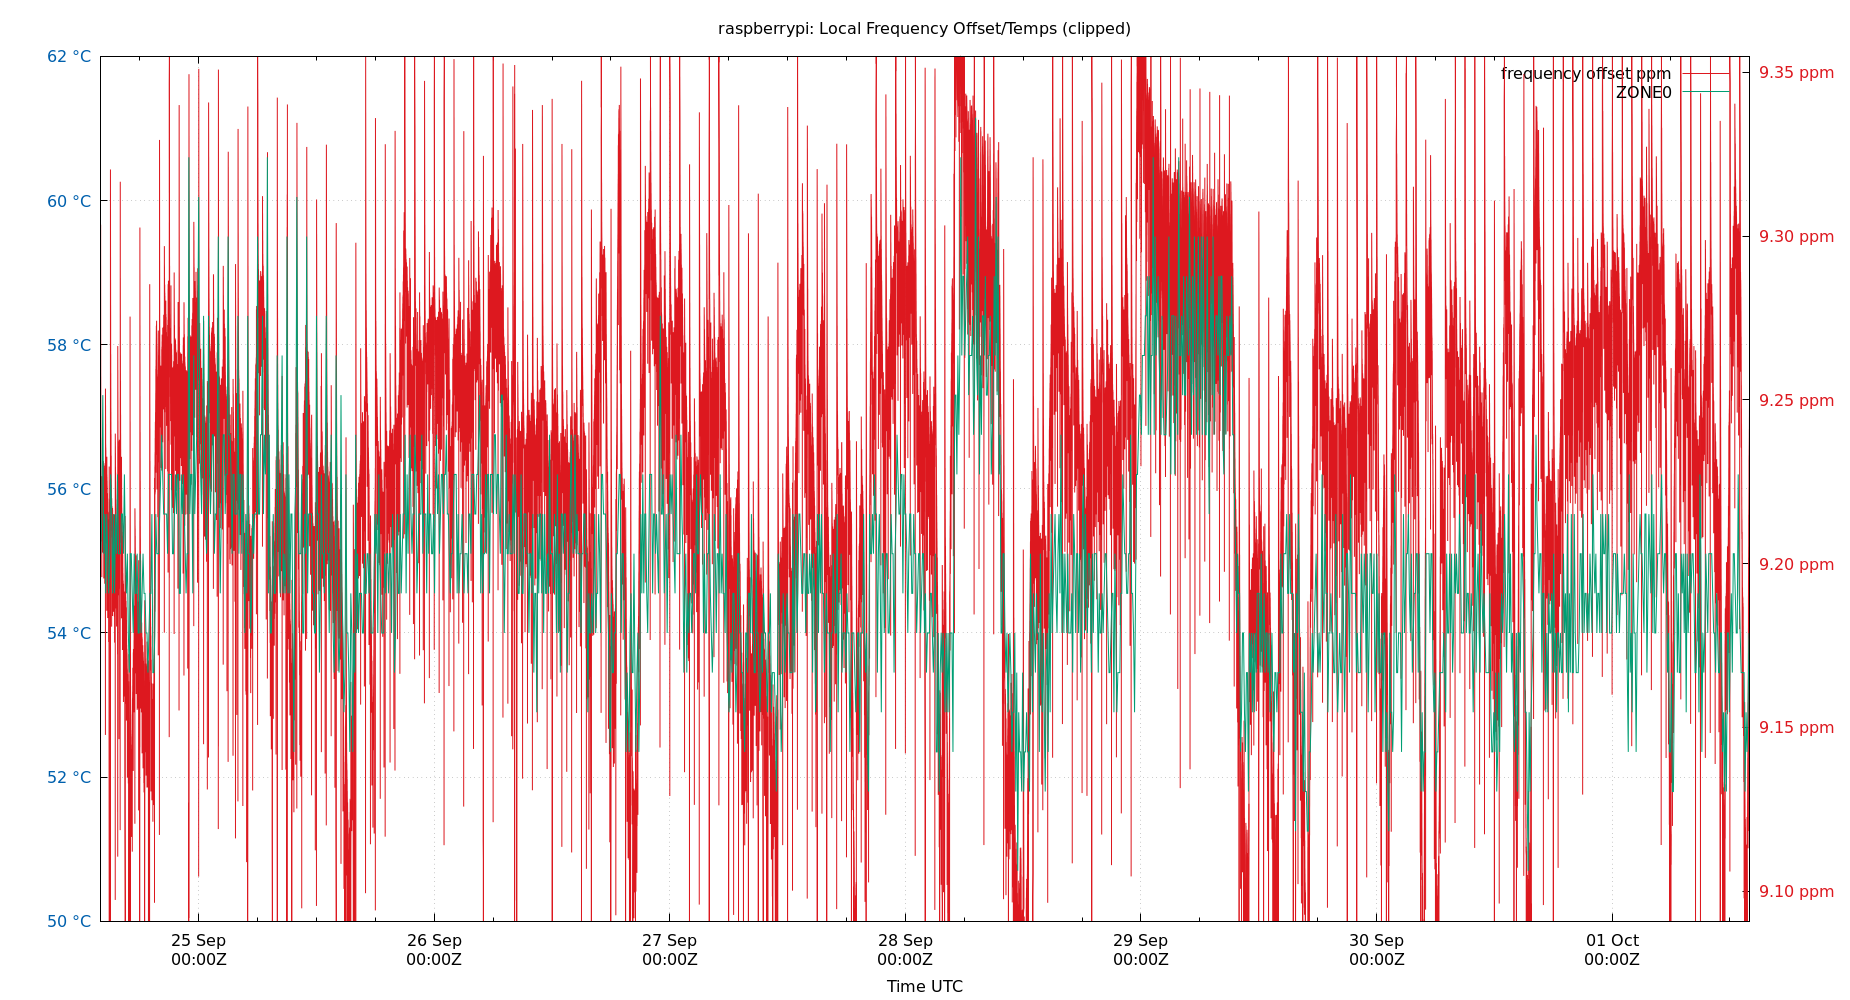 raspberrypi: Local Frequency Offset/Temps (clipped)
62 °C
60 °C
58 °C
56 °C
54 °C
52 °C
50 °C
frequency offset ppm
ZONE0
9.35 ppm
9.30 ppm
9.25 ppm
9.20 ppm
9.15 ppm
9.10 ppm
25 Sep
00:00Z
26 Sep
00:00Z
27 Sep
00:00Z
28 Sep
00:00Z
29 Sep
00:00Z
30 Sep
00:00Z
01 Oct
00:00Z
Time UTC